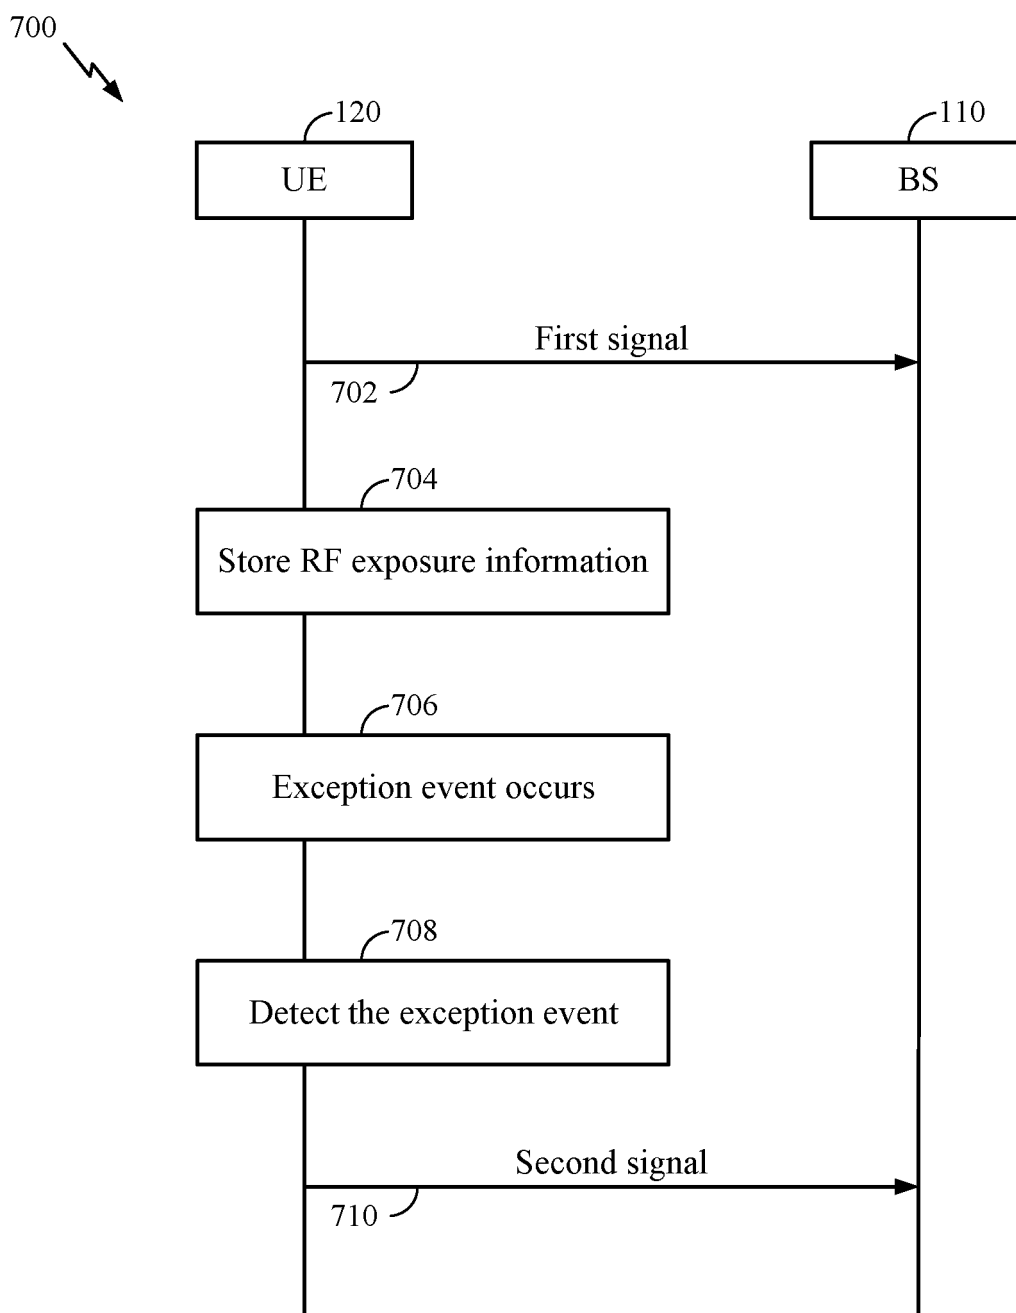 700
120
110
UE
BS
First signal
702
704
Store RF exposure information
706
Exception event occurs
708
Detect the exception event
Second signal
710